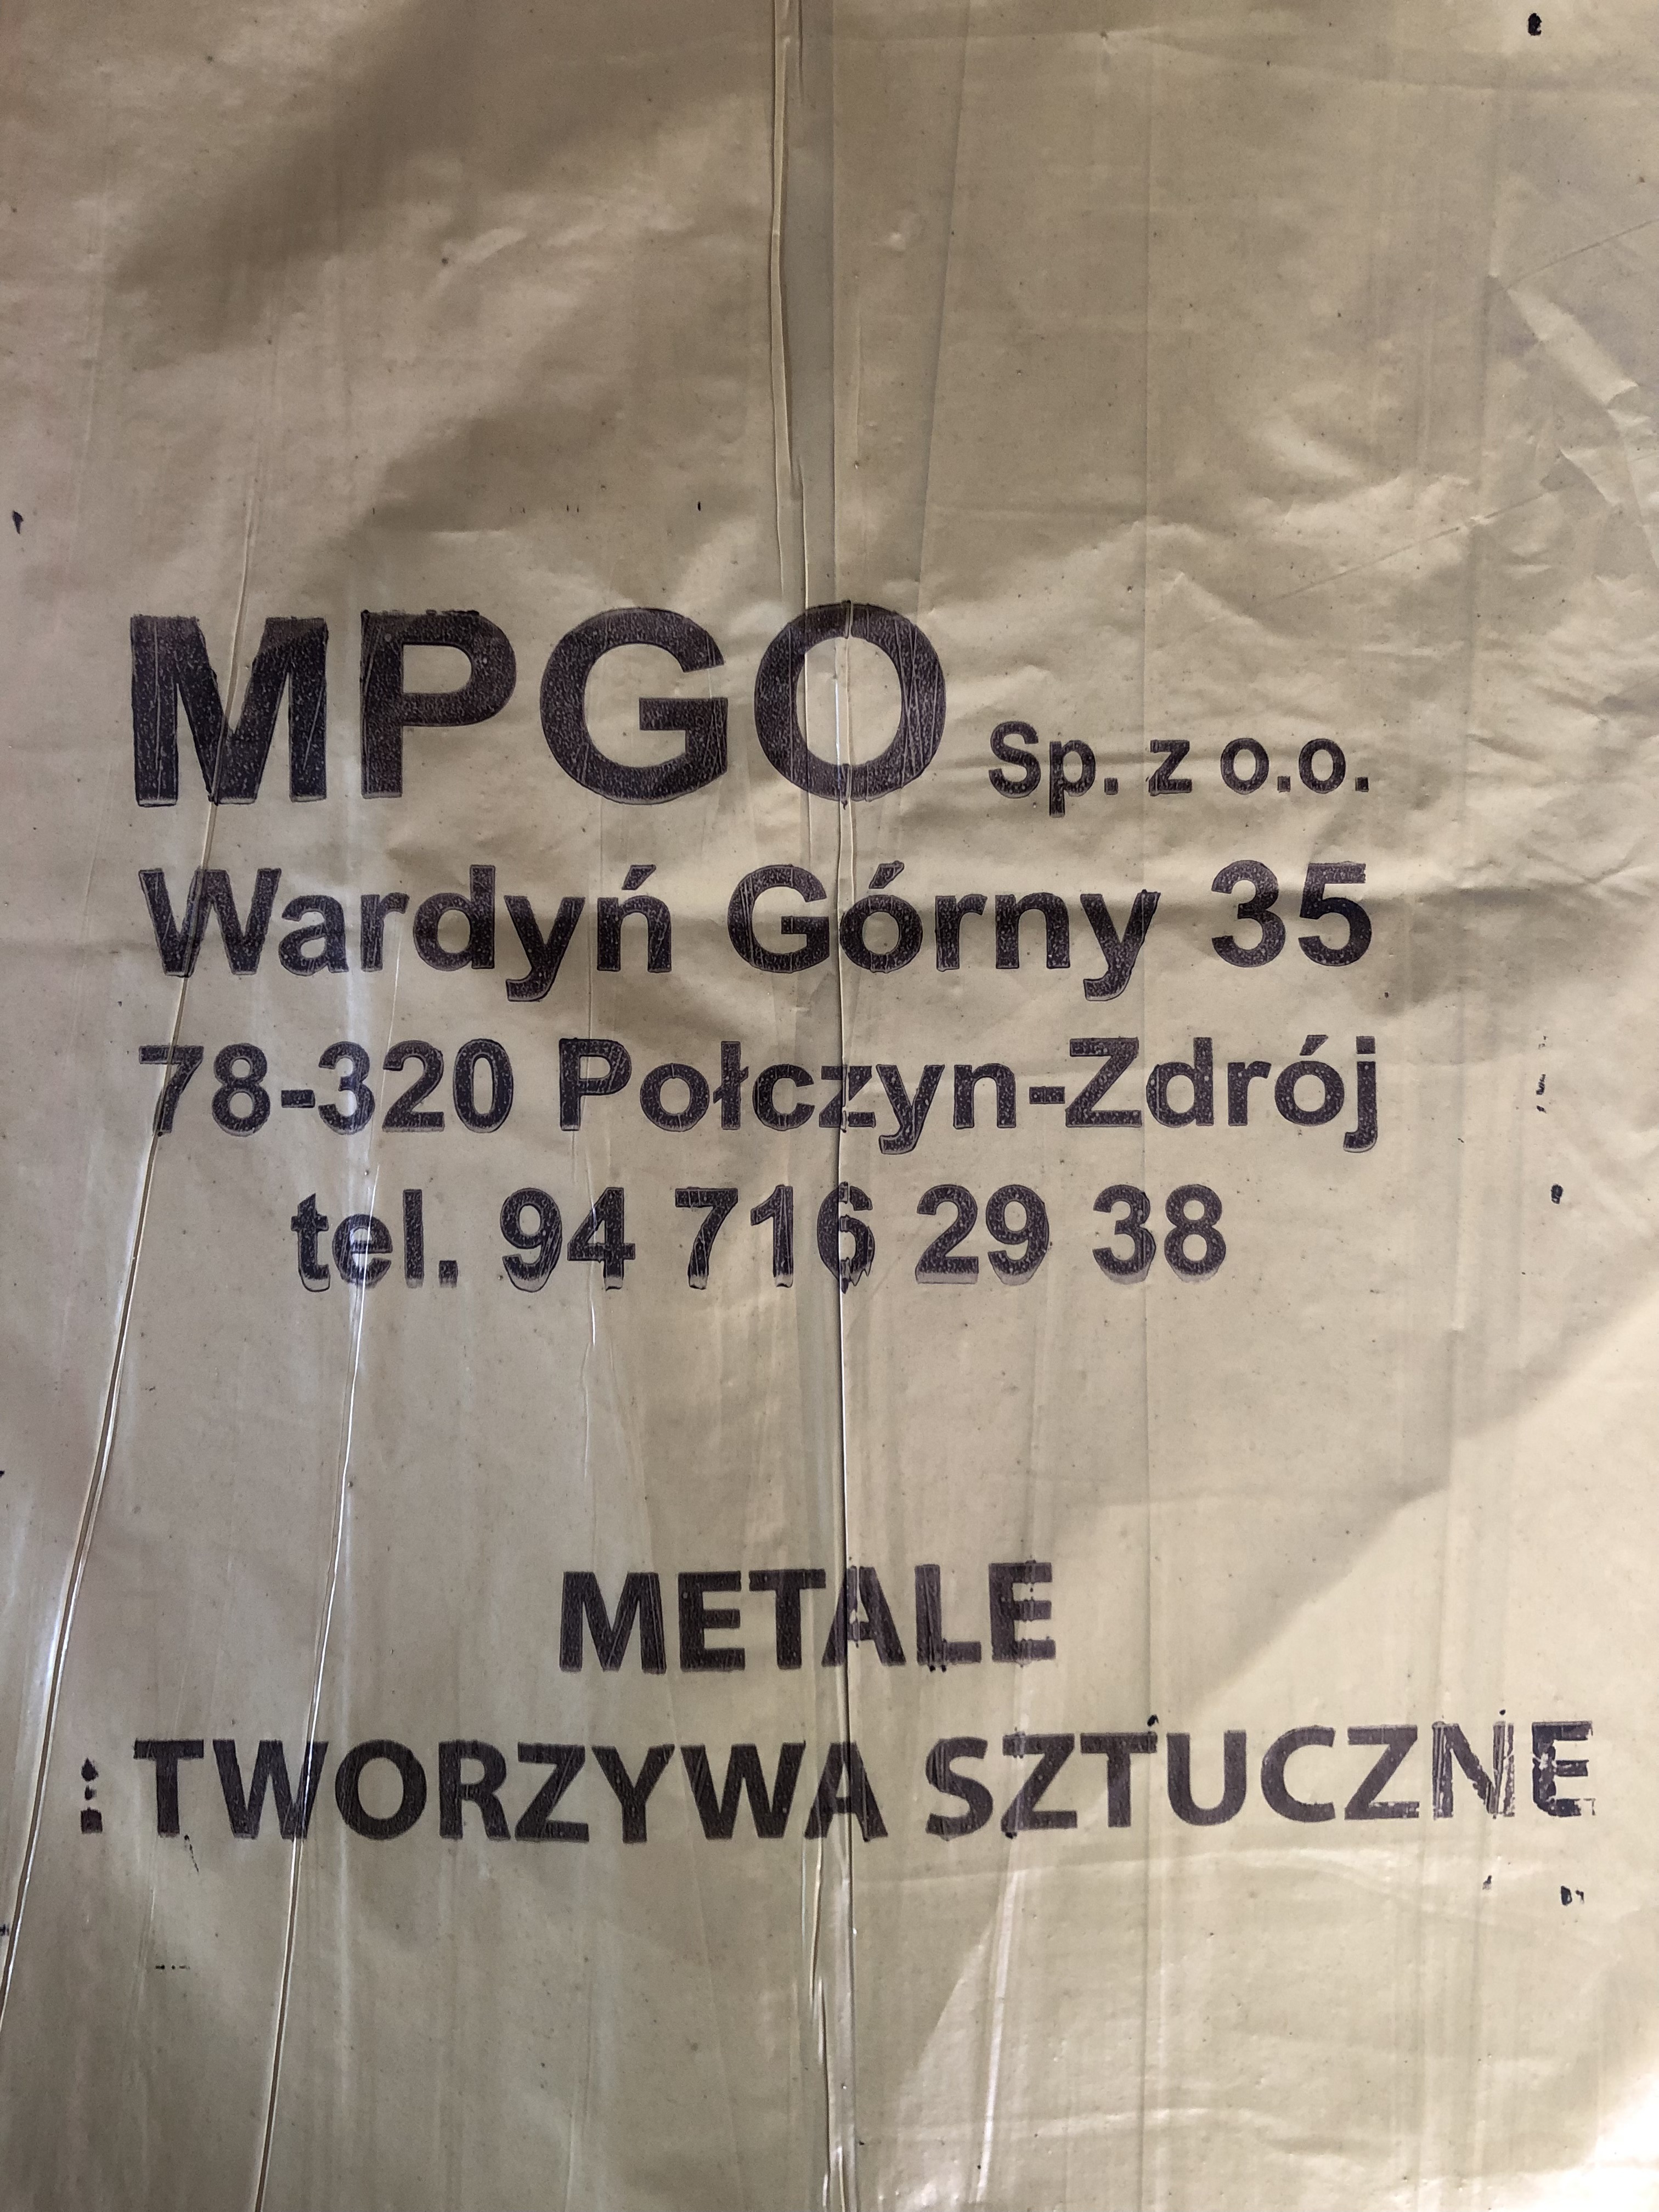 MPGO Sp. z o.o.
Wardyń Górny 35
78-320 Połczyn-Zdrój
tel. 94 716 29 38
METALE
i TWORZYWA SZTUCZNE